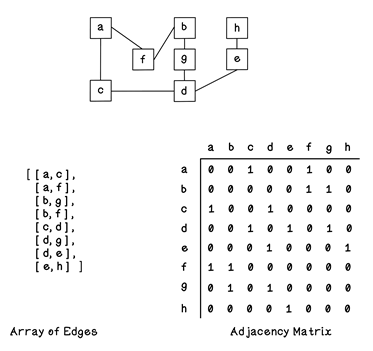 a b h
f g e
c d
[ [ a, c ],
[ a, f ],
[ b, g ],
[ b, f ],
[ c, d ],
[ d, g ],
[ d, e ],
[ e, h ] ]
Array of Edges
a b c d e f g h
a 0 0 1 0 0 1 0 0
b 0 0 0 0 0 1 1 0
c 1 0 0 1 0 0 0 0
d 0 0 1 0 1 0 1 0
e 0 0 0 1 0 0 0 1
f 1 1 0 0 0 0 0 0
g 0 1 0 1 0 0 0 0
h 0 0 0 0 1 0 0 0
Adjacency Matrix